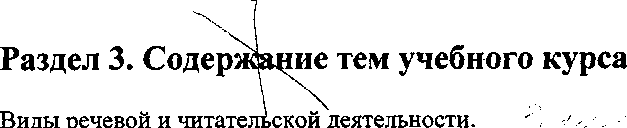 Раздел 3. Содержание тем учебного курса
Виды речевой и читательской деятельности.